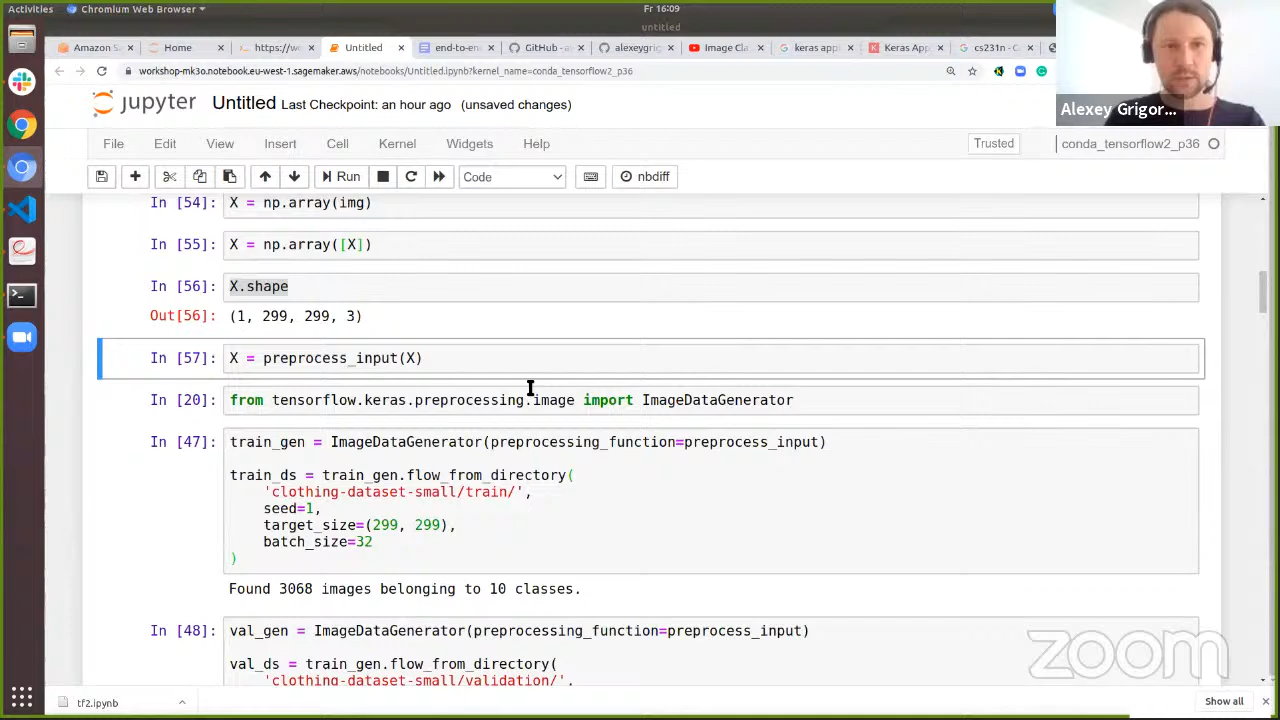 Activities
Chromium Web Browser
Fr 16:09
untitled
Amazon Sa
Home
https://wo
Untitled
end-to-en
GitHub - a
alexeygrig
Image Cla
keras appl
Keras App
cs231n - G
workshop-mk3o.notebook.eu-west-1.sagemaker.aws/notebooks/Untitled.ipynb?kernel_name=conda_tensorflow2_p36
Alexey Grigor...
jupyter
Untitled Last Checkpoint: an hour ago (unsaved changes)
File Edit View Insert Cell Kernel Widgets Help
Trusted
conda_tensorflow2_p36
Run
Code
nbdiff
In [54]: X = np.array(img)
In [55]: X = np.array([X])
In [56]: X.shape
Out[56]: (1, 299, 299, 3)
In [57]: X = preprocess_input(X)
In [20]: from tensorflow.keras.preprocessing.image import ImageDataGenerator
In [47]: train_gen = ImageDataGenerator(preprocessing_function=preprocess_input)
train_ds = train_gen.flow_from_directory(
'clothing-dataset-small/train/',
seed=1,
target_size=(299, 299),
batch_size=32
)
Found 3068 images belonging to 10 classes.
In [48]: val_gen = ImageDataGenerator(preprocessing_function=preprocess_input)
val_ds = train_gen.flow_from_directory(
'clothing-dataset-small/validation/',
zoom
tf2.ipynb
Show all